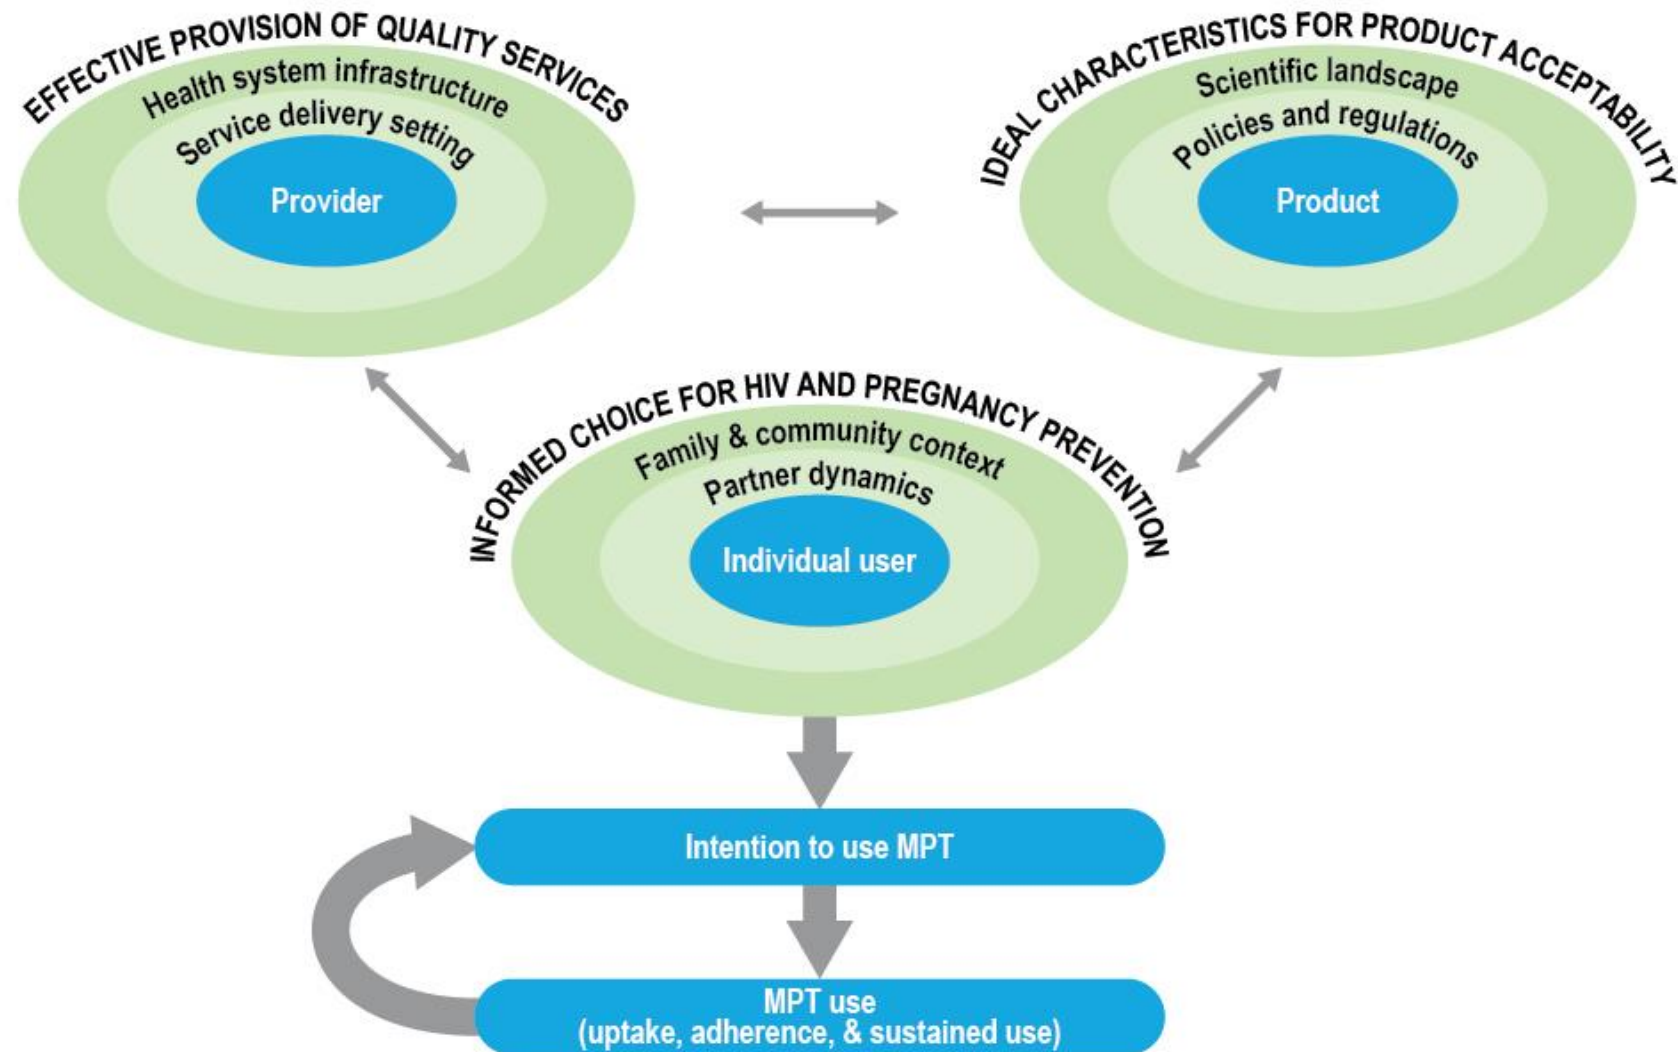 EFFECTIVE PROVISION OF QUALITY SERVICES
Health system infrastructure
Service delivery setting
Provider
IDEAL CHARACTERISTICS FOR PRODUCT ACCEPTABILITY
Scientific landscape
Policies and regulations
Product
INFORMED CHOICE FOR HIV AND PREGNANCY PREVENTION
Family & community context
Partner dynamics
Individual user
Intention to use MPT
MPT use
(uptake, adherence, & sustained use)